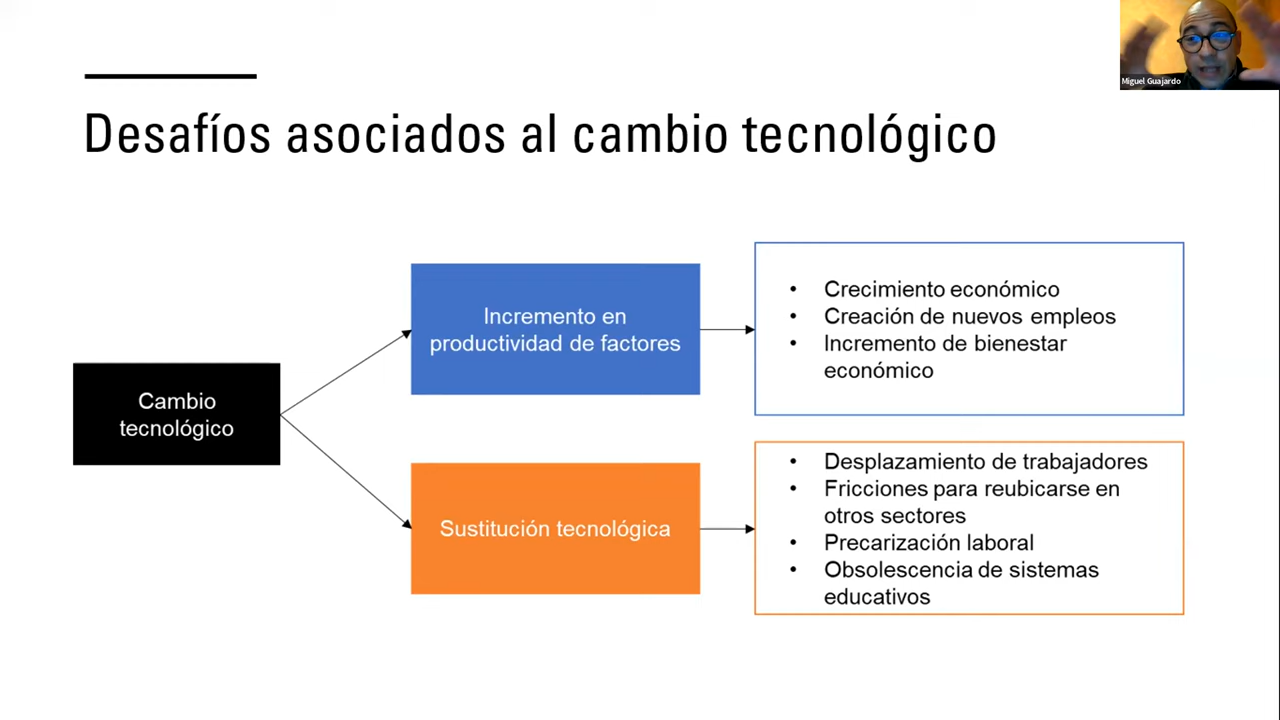 Miguel Guajardo
Desafíos asociados al cambio tecnológico
Cambio
tecnológico
Incremento en
productividad de factores
• Crecimiento económico
• Creación de nuevos empleos
• Incremento de bienestar
económico
Sustitución tecnológica
• Desplazamiento de trabajadores
• Fricciones para reubicarse en
otros sectores
• Precarización laboral
• Obsolescencia de sistemas
educativos